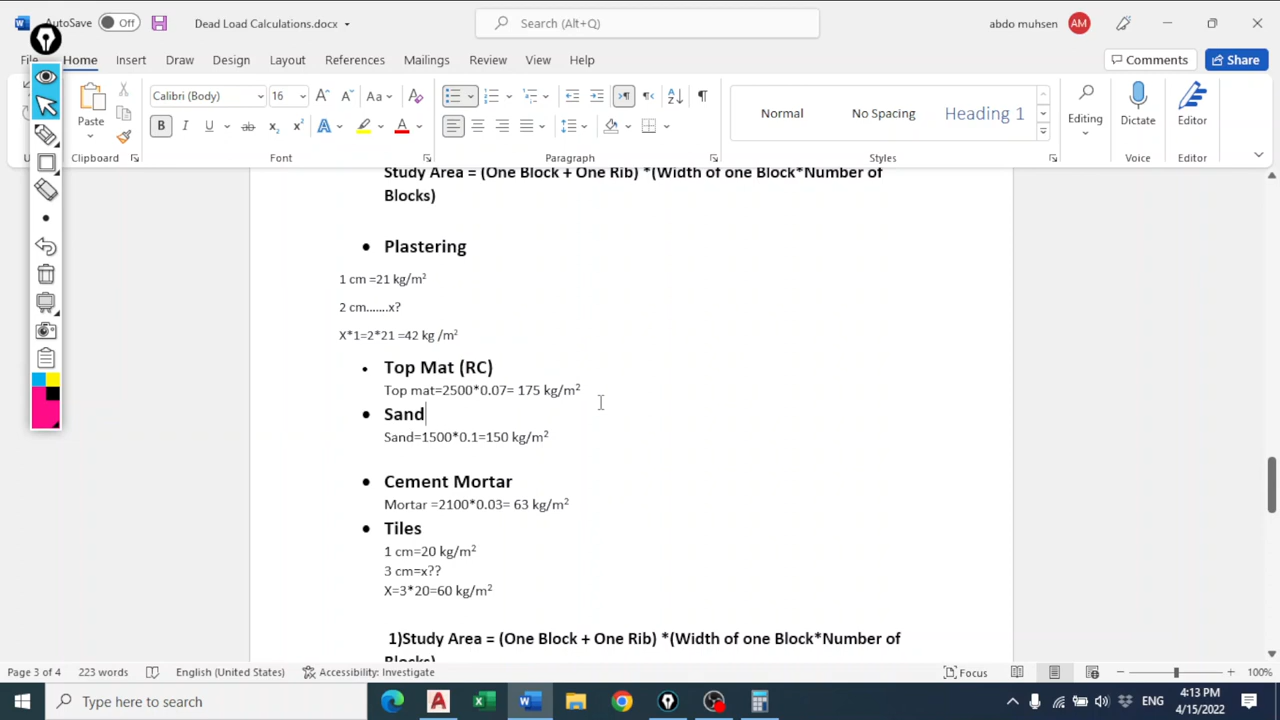 AutoSave Off Dead Load Calculations.docx Search (Alt+Q) abdo muhsen AM
File Home Insert Draw Design Layout References Mailings Review View Help Comments Share
Paste Calibri (Body) 16 Normal No Spacing Heading 1 Editing Dictate Editor
Clipboard Font Paragraph Styles Voice Editor
Study Area = (One Block + One Rib) *(Width of one Block*Number of
Blocks)
• Plastering
1 cm =21 kg/m²
2 cm.......x?
X*1=2*21 =42 kg /m²
• Top Mat (RC)
Top mat=2500*0.07= 175 kg/m²
• Sand
Sand=1500*0.1=150 kg/m²
• Cement Mortar
Mortar =2100*0.03= 63 kg/m²
• Tiles
1 cm=20 kg/m²
3 cm=x??
X=3*20=60 kg/m²
1)Study Area = (One Block + One Rib) *(Width of one Block*Number of
Blocks)
Page 3 of 4 223 words English (United States) Accessibility: Investigate Focus 100%
Type here to search ENG 4:13 PM
4/15/2022